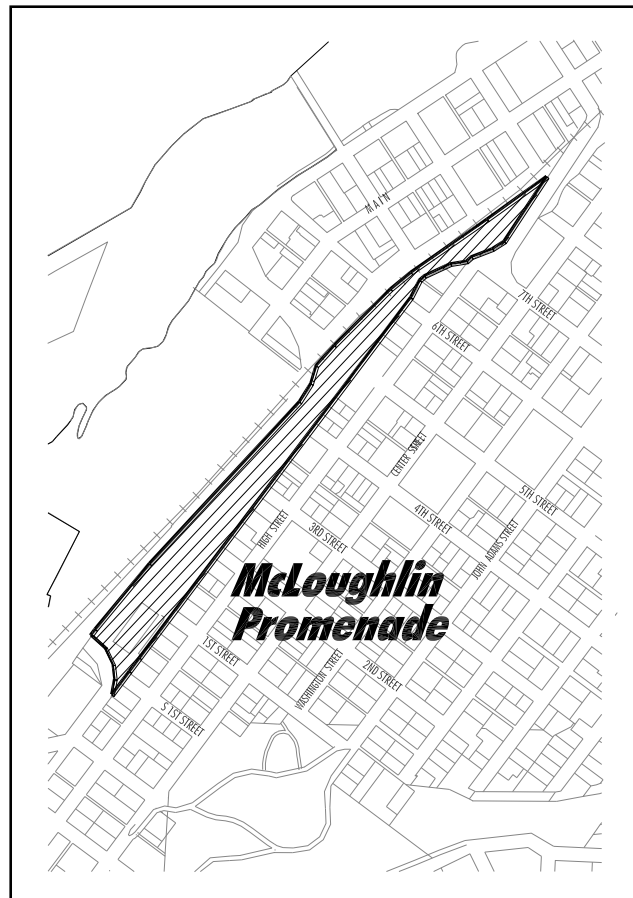 MAIN
7TH STREET
6TH STREET
CENTER STREET
5TH STREET
4TH STREET
HIGH STREET
3RD STREET
JOHN ADAMS STREET
McLoughlin
Promenade
1ST STREET
2ND STREET
WASHINGTON STREET
S 1ST STREET